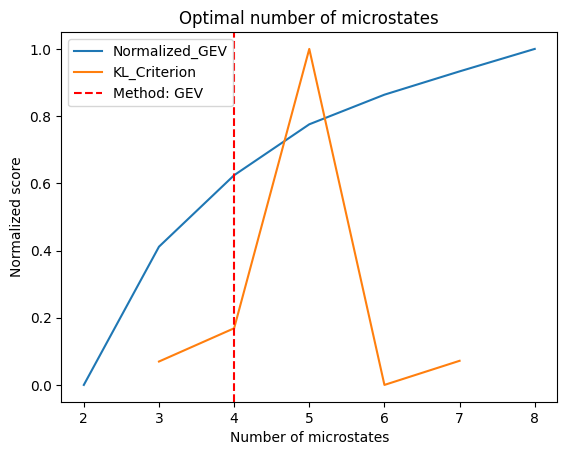 Optimal number of microstates
Normalized_GEV
KL_Criterion
Method: GEV
Normalized score
1.0
0.8
0.6
0.4
0.2
0.0
2 3 4 5 6 7 8
Number of microstates